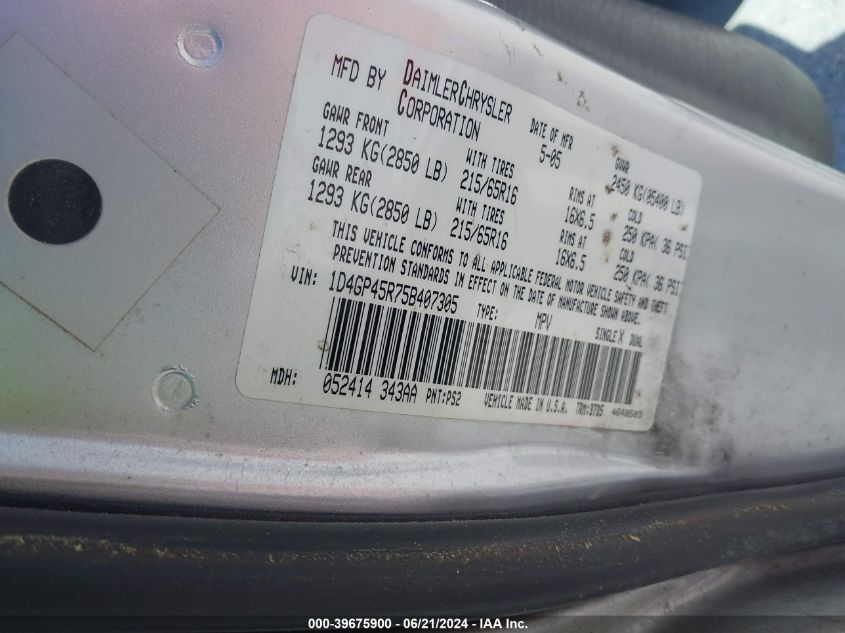 MFD BY DAIMLERCHRYSLER CORPORATION
DATE OF MFR 5-05
GVWR 2450 KG(05400 LB)
GAWR FRONT
1293 KG(2850 LB)
WITH TIRES
215/65R16
RIMS AT
16X6.5
COLD
250 KPA( 36 PSI
GAWR REAR
1293 KG(2850 LB)
WITH TIRES
215/65R16
RIMS AT
16X6.5
COLD
250 KPA( 36 PSI
THIS VEHICLE CONFORMS TO ALL APPLICABLE FEDERAL MOTOR VEHICLE SAFETY AND THEFT
PREVENTION STANDARDS IN EFFECT ON THE DATE OF MANUFACTURE SHOWN ABOVE.
VIN: 1D4GP45R75B407305 TYPE: MPV SINGLE X DUAL
MDH: 052414 343AA PNT:PS2 VEHICLE MADE IN U.S.A. TRM:
000-39675900 - 06/21/2024 - IAA Inc.